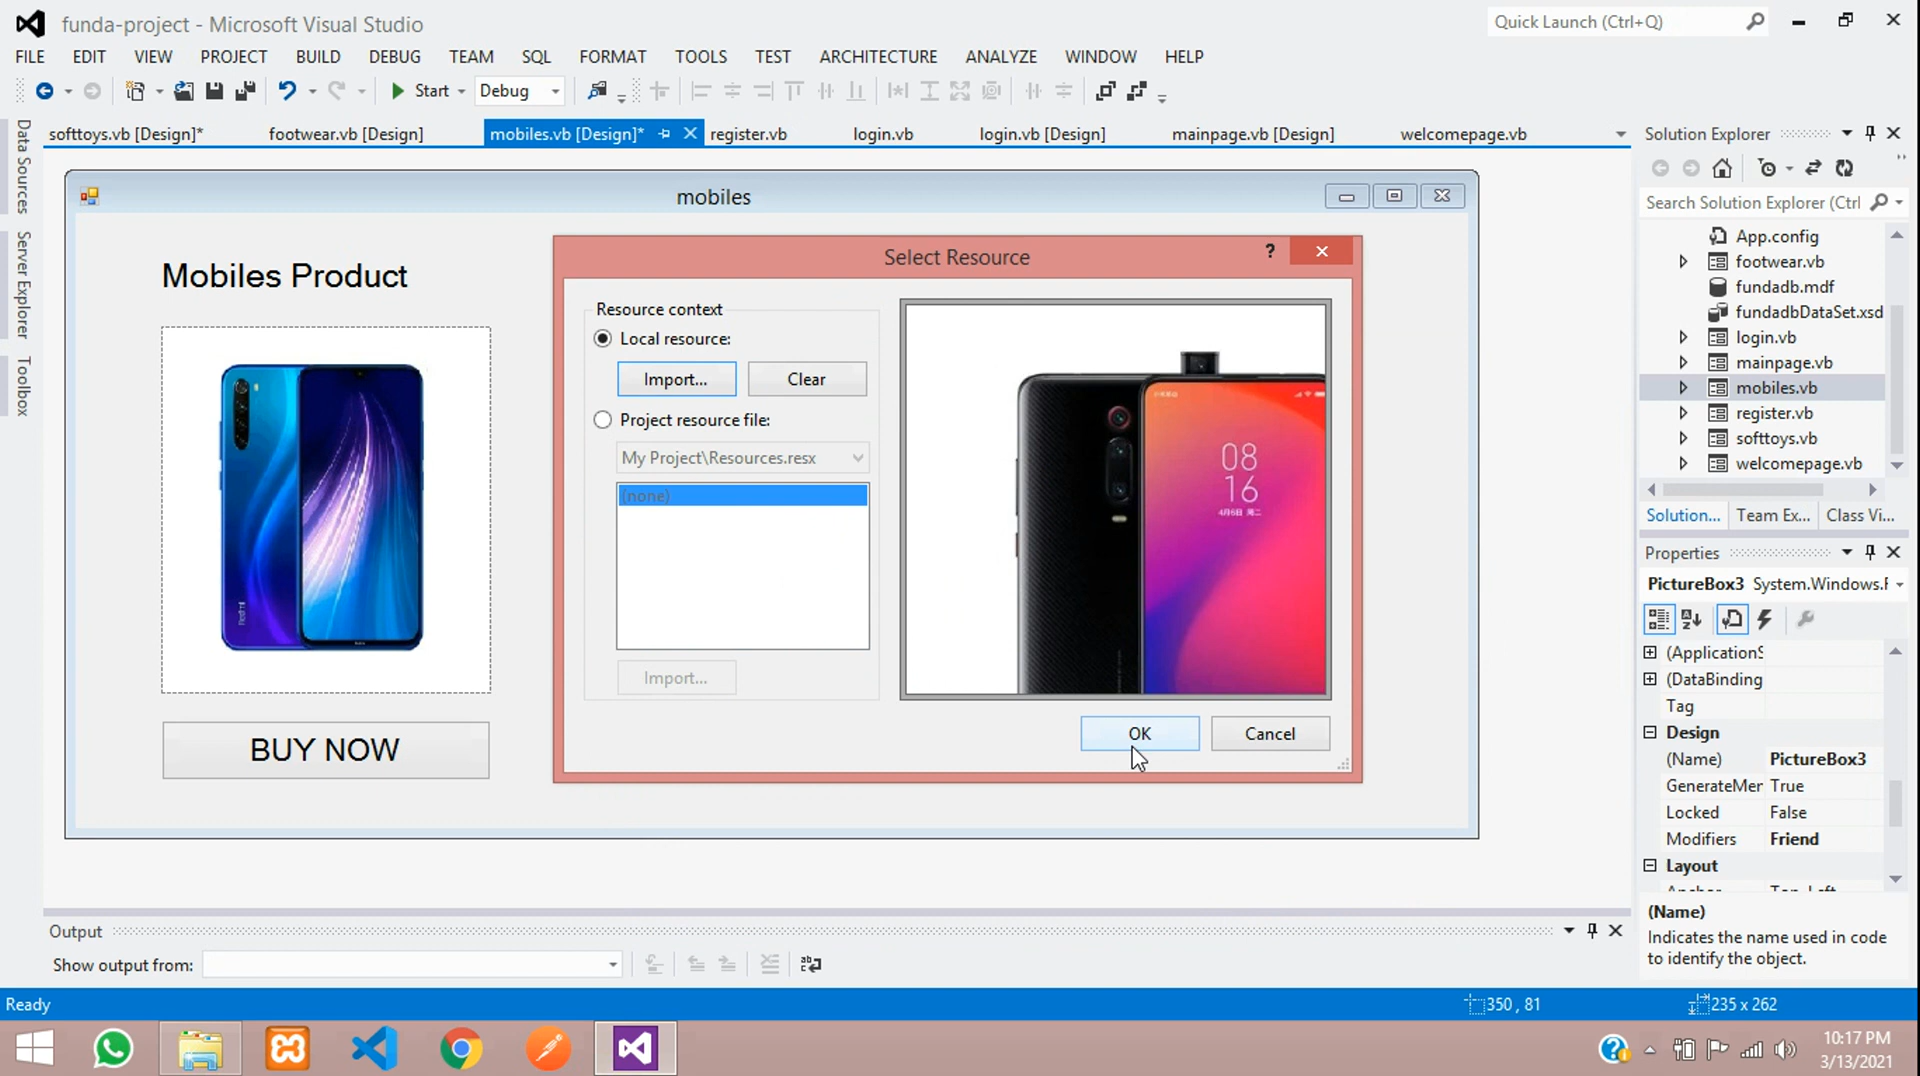 funda-project - Microsoft Visual Studio
Quick Launch (Ctrl+Q)
FILE EDIT VIEW PROJECT BUILD DEBUG TEAM SQL FORMAT TOOLS TEST ARCHITECTURE ANALYZE WINDOW HELP
Start Debug
softtoys.vb [Design]* footwear.vb [Design] mobiles.vb [Design]* register.vb login.vb login.vb [Design] mainpage.vb [Design] welcomepage.vb
Data Sources
Server Explorer
Toolbox
mobiles
Mobiles Product
Redmi
BUY NOW
Select Resource
?
Resource context
Local resource:
Import... Clear
Project resource file:
My Project\Resources.resx
(none)
Import...
08
16
4月6日 周二
OK Cancel
Solution Explorer
Search Solution Explorer (Ctrl
App.config
footwear.vb
fundadb.mdf
fundadbDataSet.xsd
login.vb
mainpage.vb
mobiles.vb
register.vb
softtoys.vb
welcomepage.vb
Solution... Team Ex... Class Vi...
Properties
PictureBox3 System.Windows.F
(ApplicationS
(DataBinding
Tag
Design
(Name) PictureBox3
GenerateMer True
Locked False
Modifiers Friend
Layout
(Name)
Indicates the name used in code
to identify the object.
Output
Show output from:
Ready
350 , 81
235 x 262
10:17 PM
3/13/2021